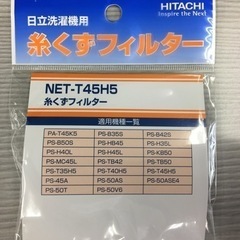 日立洗濯機用
HITACHI
Inspire the Next
糸くずフィルター
NET-T45H5
糸くずフィルター
適用機種一覧
PA-T45K5 PS-B35S PS-B42S
PS-B50S PS-HB45 PS-H35L
PS-H40L PS-H45L PS-K850
PS-MC45L PS-TB42 PS-TB50
PS-T35H5 PS-T40H5 PS-T45H5
PS-45A PS-50AS PS-50ASE4
PS-50T PS-50V6